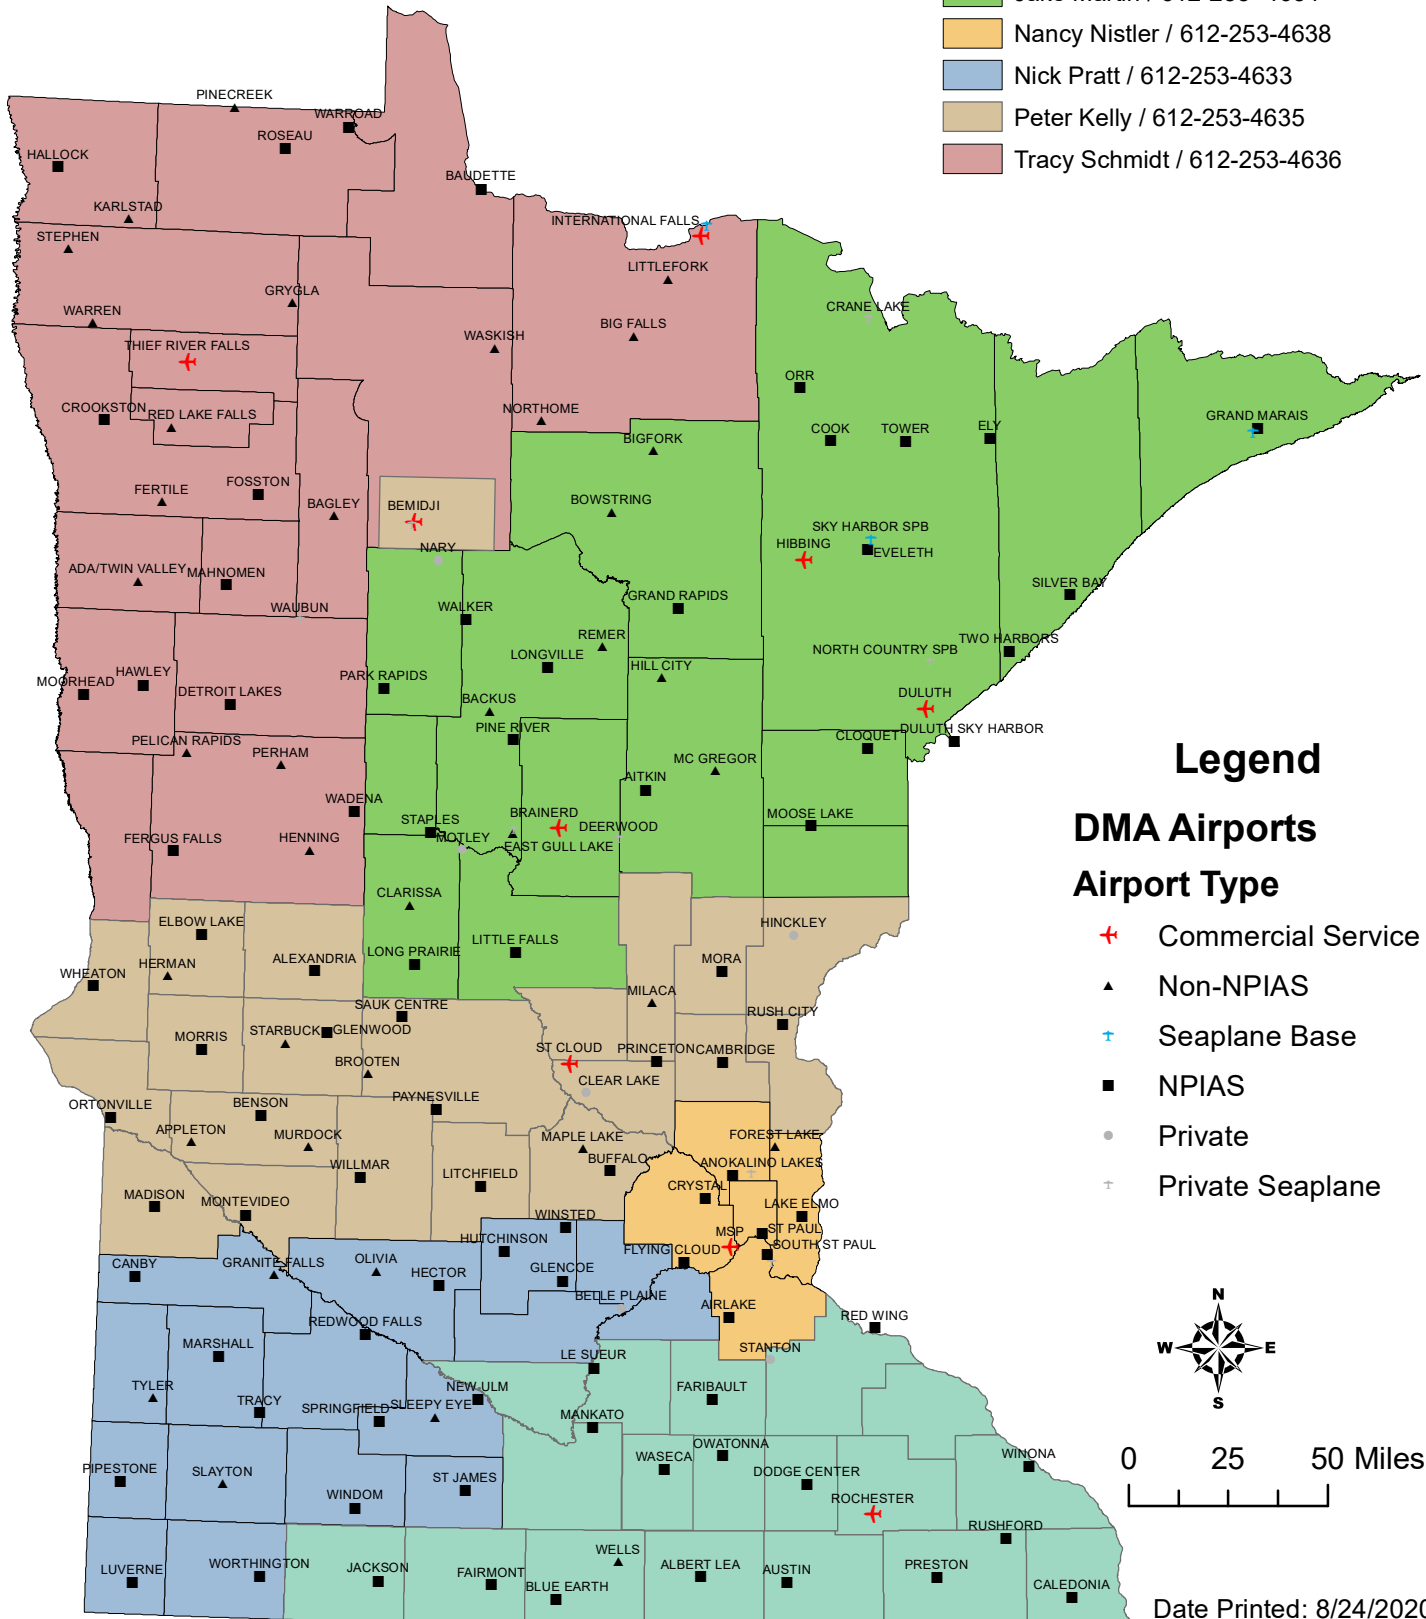 Nancy Nistler / 612-253-4638
Nick Pratt / 612-253-4633
Peter Kelly / 612-253-4635
Tracy Schmidt / 612-253-4636
PINECREEK
WARROAD
ROSEAU
HALLOCK
BAUDETTE
KARLSTAD
INTERNATIONAL FALLS
STEPHEN
LITTLEFORK
GRYGLA
CRANE LAKE
WARREN
BIG FALLS
WASKISH
THIEF RIVER FALLS
ORR
CROOKSTON
RED LAKE FALLS
NORTHOME
GRAND MARAIS
COOK
TOWER
ELY
BIGFORK
FOSSTON
FERTILE
BAGLEY
BEMIDJI
BOWSTRING
SKY HARBOR SPB
HIBBING
EVELETH
NARY
ADA/TWIN VALLEY
MAHNOMEN
SILVER BAY
GRAND RAPIDS
WAUBUN
WALKER
REMER
TWO HARBORS
NORTH COUNTRY SPB
LONGVILLE
HILL CITY
MOORHEAD
HAWLEY
DETROIT LAKES
PARK RAPIDS
BACKUS
DULUTH
PINE RIVER
DULUTH SKY HARBOR
CLOQUET
PELICAN RAPIDS
PERHAM
MC GREGOR
AITKIN
WADENA
STAPLES
BRAINERD
DEERWOOD
MOOSE LAKE
FERGUS FALLS
HENNING
MOTLEY
EAST GULL LAKE
CLARISSA
ELBOW LAKE
HINCKLEY
LITTLE FALLS
LONG PRAIRIE
WHEATON
HERMAN
ALEXANDRIA
MORA
MILACA
SAUK CENTRE
RUSH CITY
MORRIS
STARBUCK
GLENWOOD
ST CLOUD
PRINCETON
CAMBRIDGE
BROOTEN
CLEAR LAKE
PAYNESVILLE
ORTONVILLE
BENSON
APPLETON
MURDOCK
MAPLE LAKE
FOREST LAKE
BUFFALO
WILLMAR
LITCHFIELD
ANOKA
LINO LAKES
CRYSTAL
MADISON
MONTEVIDEO
LAKE ELMO
WINSTED
HUTCHINSON
MSP
ST PAUL
SOUTH ST PAUL
FLYING CLOUD
CANBY
GRANITE FALLS
OLIVIA
HECTOR
GLENCOE
BELLE PLAINE
AIRLAKE
REDWOOD FALLS
RED WING
MARSHALL
LE SUEUR
STANTON
TYLER
TRACY
SPRINGFIELD
SLEEPY EYE
NEW ULM
FARIBAULT
MANKATO
WASECA
OWATONNA
WINONA
PIPESTONE
SLAYTON
ST JAMES
DODGE CENTER
WINDOM
ROCHESTER
RUSHFORD
LUVERNE
WORTHINGTON
JACKSON
FAIRMONT
BLUE EARTH
WELLS
ALBERT LEA
AUSTIN
PRESTON
CALEDONIA
Legend
DMA Airports
Airport Type
Commercial Service
Non-NPIAS
Seaplane Base
NPIAS
Private
Private Seaplane
N
W E
S
0 25 50 Miles
Date Printed: 8/24/2020